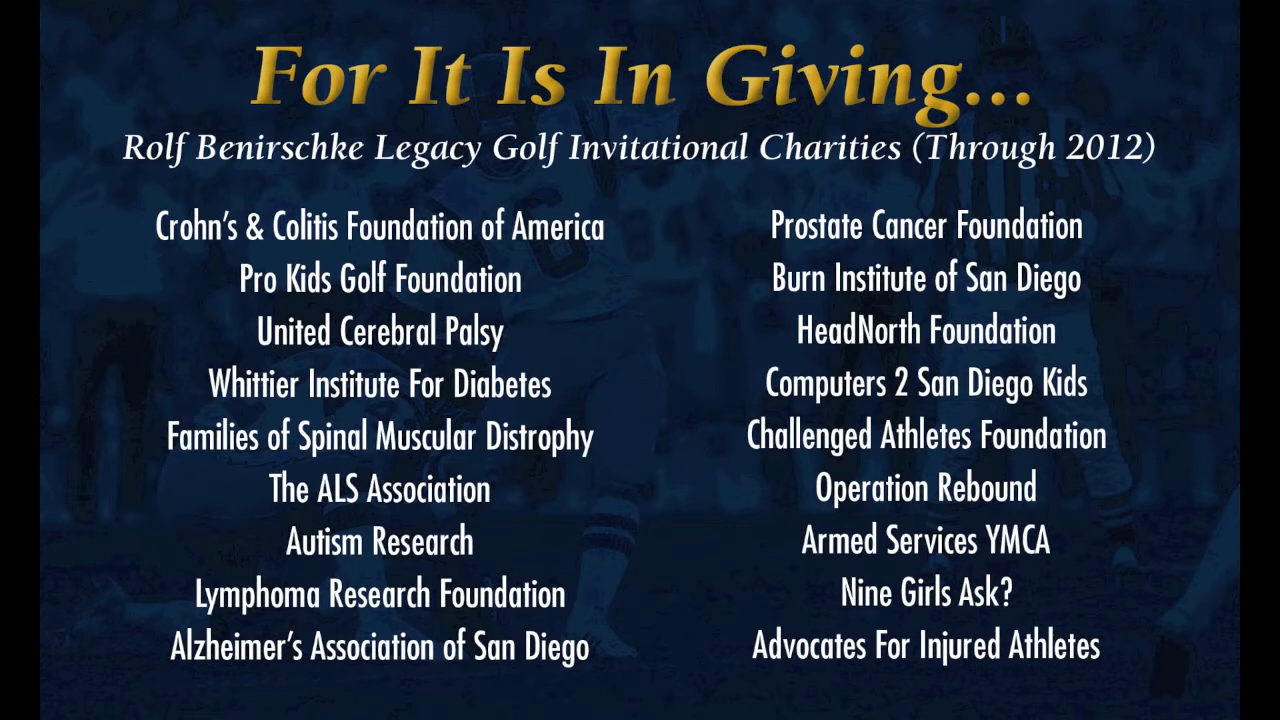 For It Is In Giving...
Rolf Benirschke Legacy Golf Invitational Charities (Through 2012)
Crohn's & Colitis Foundation of America
Pro Kids Golf Foundation
United Cerebral Palsy
Whittier Institute For Diabetes
Families of Spinal Muscular Distrophy
The ALS Association
Autism Research
Lymphoma Research Foundation
Alzheimer's Association of San Diego
Prostate Cancer Foundation
Burn Institute of San Diego
HeadNorth Foundation
Computers 2 San Diego Kids
Challenged Athletes Foundation
Operation Rebound
Armed Services YMCA
Nine Girls Ask?
Advocates For Injured Athletes